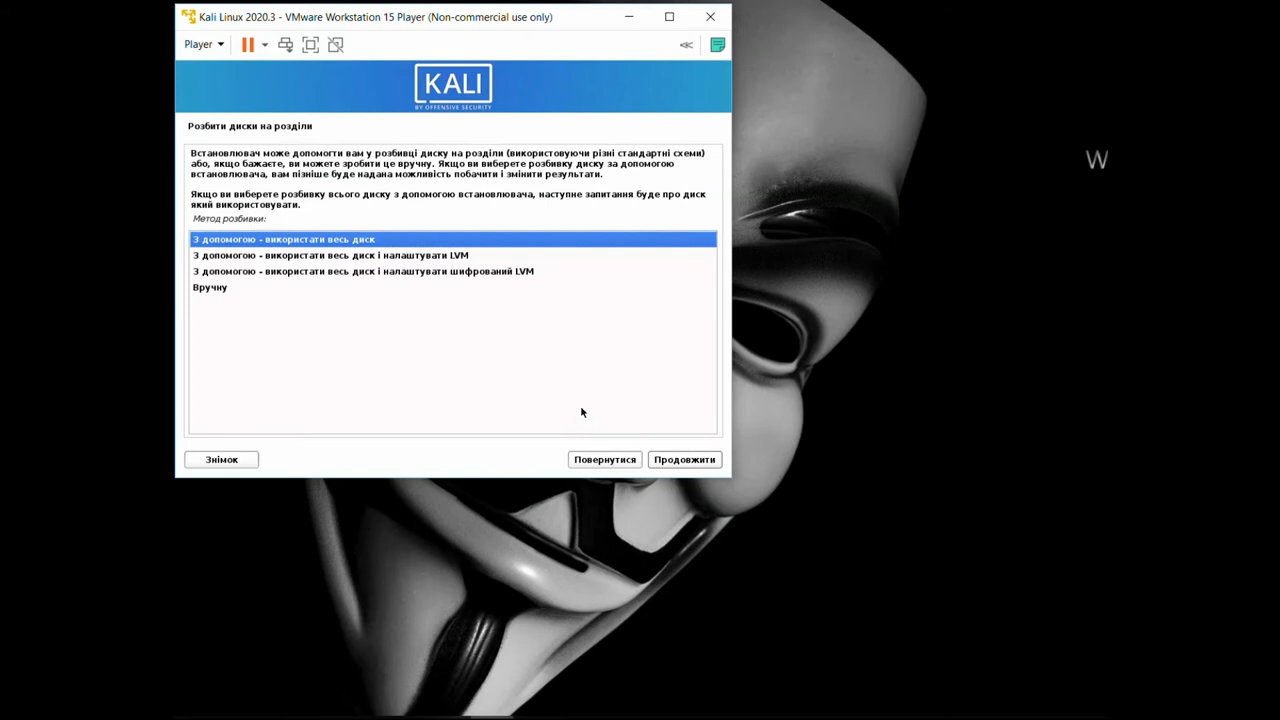 Kali Linux 2020.3 - VMware Workstation 15 Player (Non-commercial use only)
Player
KALI
BY OFFENSIVE SECURITY
Розбити диски на розділи
Встановлювач може допомогти вам у розбивці диску на розділи (використовуючи різні стандартні схеми)
або, якщо бажаєте, ви можете зробити це вручну. Якщо ви виберете розбивку диску за допомогою
встановлювача, вам пізніше буде надана можливість побачити і змінити результати.
Якщо ви виберете розбивку всього диску з допомогою встановлювача, наступне запитання буде про диск
який використовувати.
Метод розбивки:
З допомогою - використати весь диск
З допомогою - використати весь диск і налаштувати LVM
З допомогою - використати весь диск і налаштувати шифрований LVM
Вручну
Знімок
Повернутися
Продовжити
W